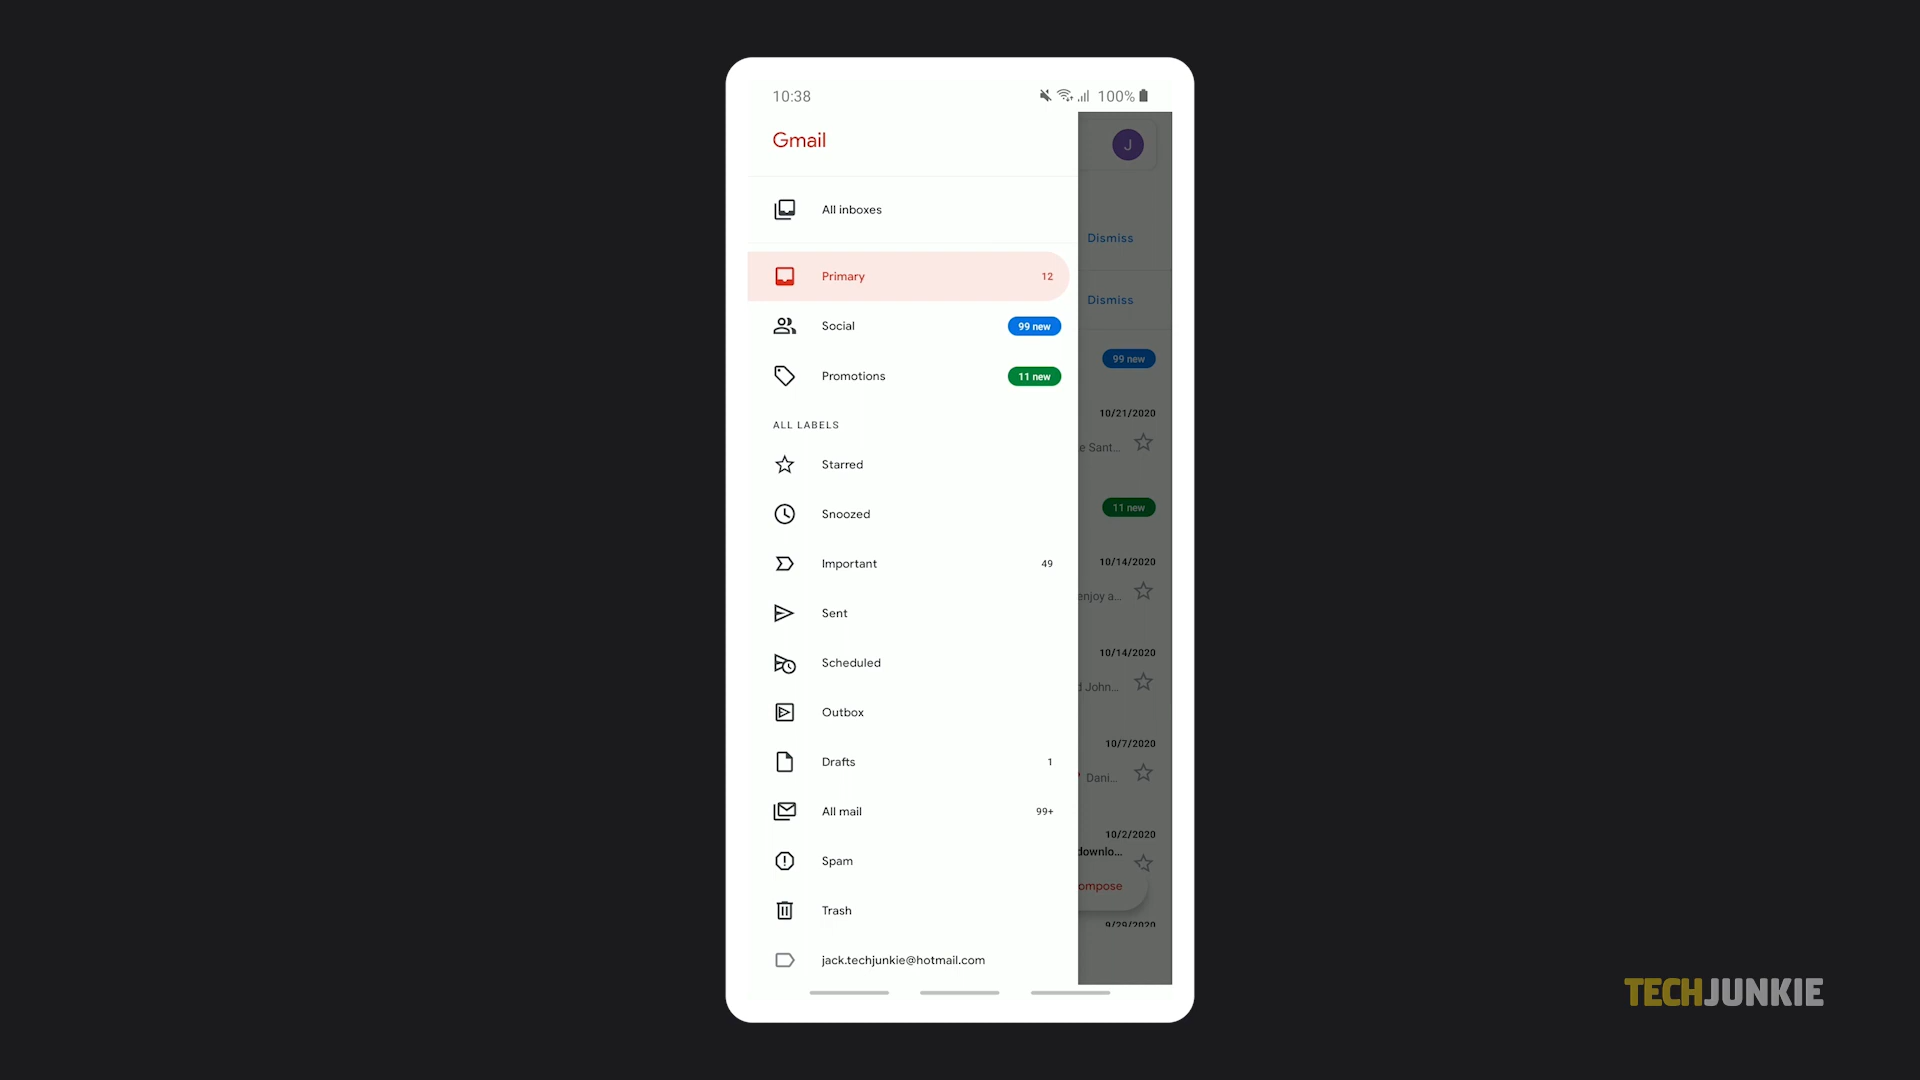 10:38
100%
Gmail
J
All inboxes
Dismiss
Primary 12
Dismiss
Social 99 new
99 new
Promotions 11 new
10/21/2020
ALL LABELS
e Sant...
Starred
Snoozed
11 new
Important 49
10/14/2020
enjoy a...
Sent
Scheduled
10/14/2020
d John...
Outbox
10/7/2020
Drafts 1
Dani...
All mail 99+
10/2/2020
downlo...
Spam
ompose
Trash
9/29/2020
jack.techjunkie@hotmail.com
TECHJUNKIE